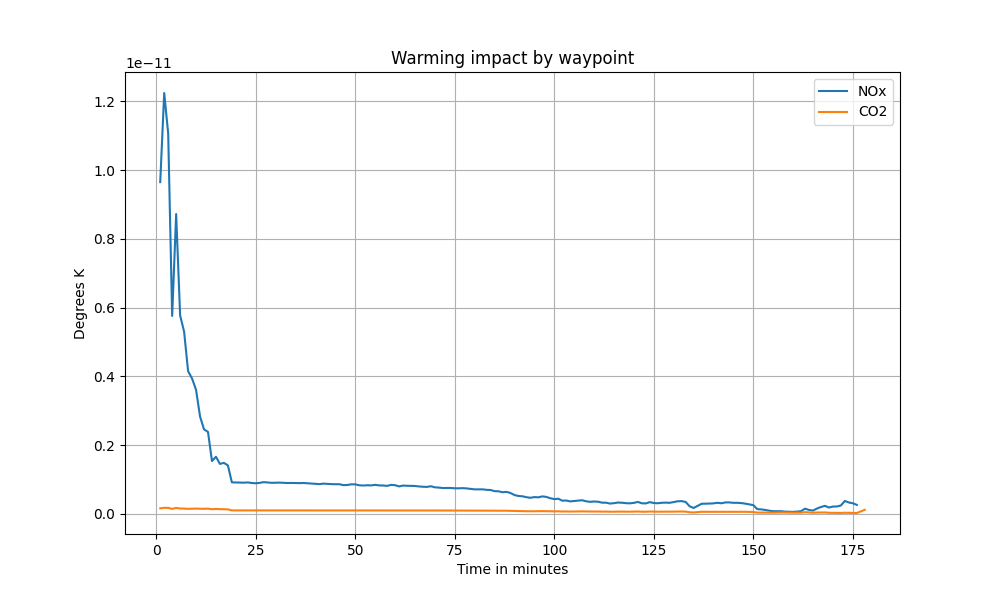 Warming impact by waypoint
1e−11
NOx
CO2
1.2
1.0
0.8
0.6
0.4
0.2
0.0
Degrees K
0 25 50 75 100 125 150 175
Time in minutes